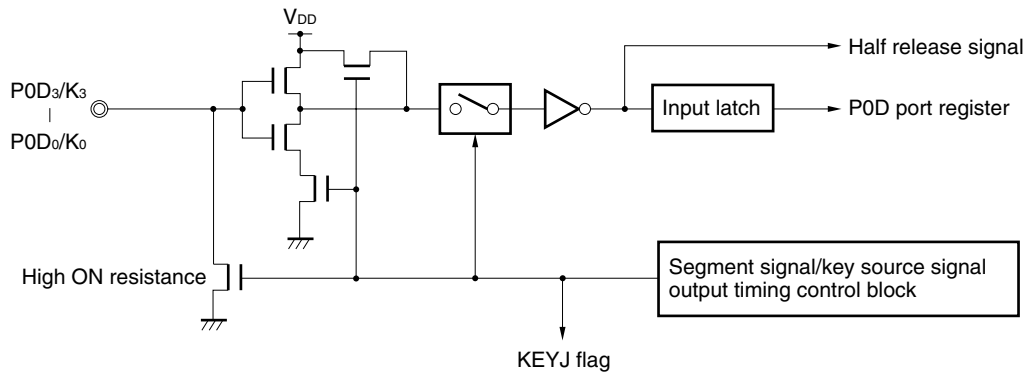 V_DD
Half release signal
P0D₃/K₃
|
P0D₀/K₀
Input latch
P0D port register
High ON resistance
Segment signal/key source signal
output timing control block
KEYJ flag